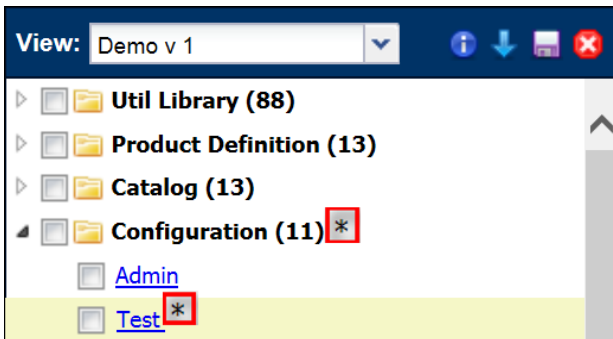 View: Demo v 1
Util Library (88)
Product Definition (13)
Catalog (13)
Configuration (11) *
Admin
Test *